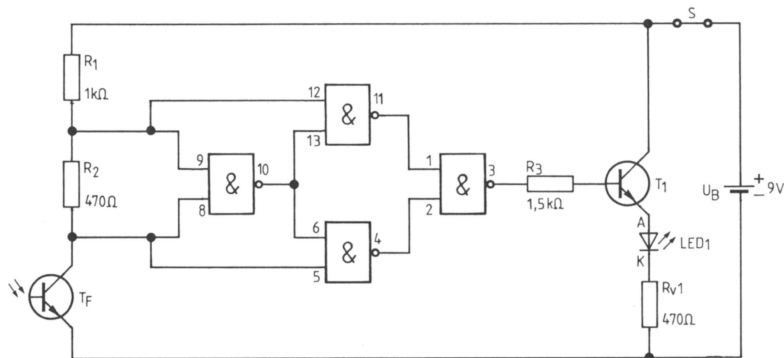 S
R1
1kΩ
12
11
&
13
9
10
&
8
1
3
&
2
R3
1,5kΩ
T1
UB
+
9V
−
R2
470Ω
6
4
&
5
A
LED1
K
TF
Rv1
470Ω